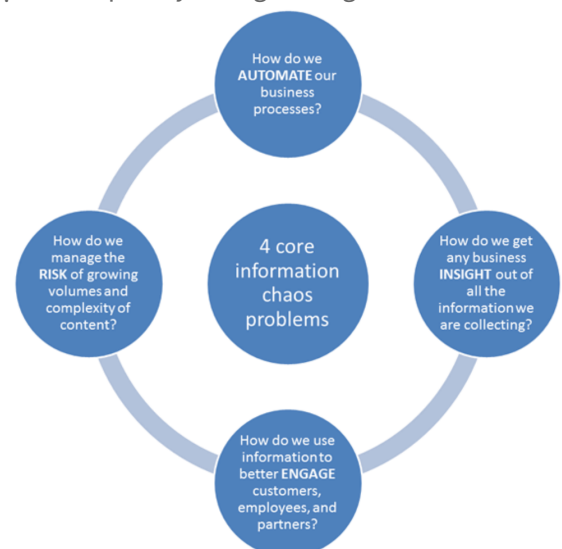 How do we
AUTOMATE our
business
processes?
How do we
manage the
RISK of growing
volumes and
complexity of
content?
4 core
information
chaos
problems
How do we get
any business
INSIGHT out of
all the
information we
are collecting?
How do we use
information to
better ENGAGE
customers,
employees, and
partners?